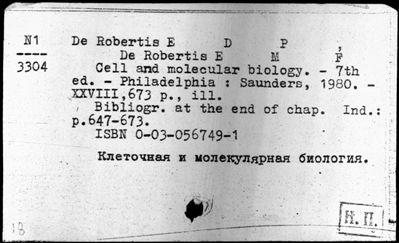 N1 De Robertis E D P ,
---- De Robertis E M F
3304 Cell and molecular biology. - 7th
ed. - Philadelphia : Saunders, 1980. -
XXVIII,673 p., ill.
Bibliogr. at the end of chap. Ind.:
p.647-673.
ISBN 0-03-056749-1
Клеточная и молекулярная биология.
Н.П.
18